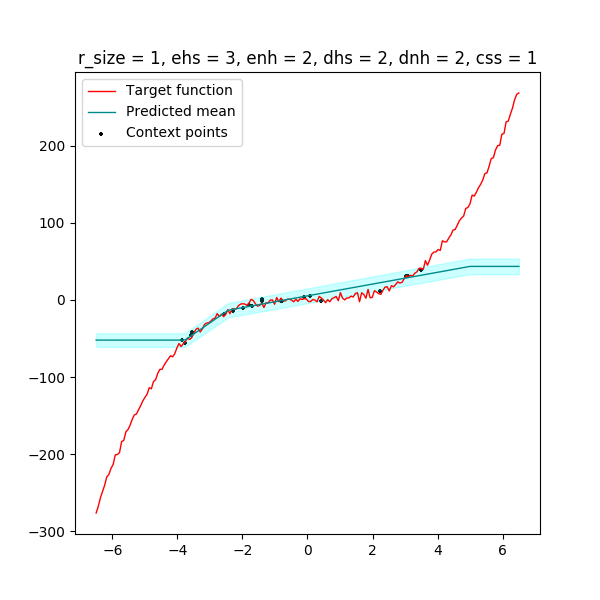 r_size = 1, ehs = 3, enh = 2, dhs = 2, dnh = 2, css = 1
Target function
Predicted mean
Context points
200
100
0
−100
−200
−300
−6 −4 −2 0 2 4 6